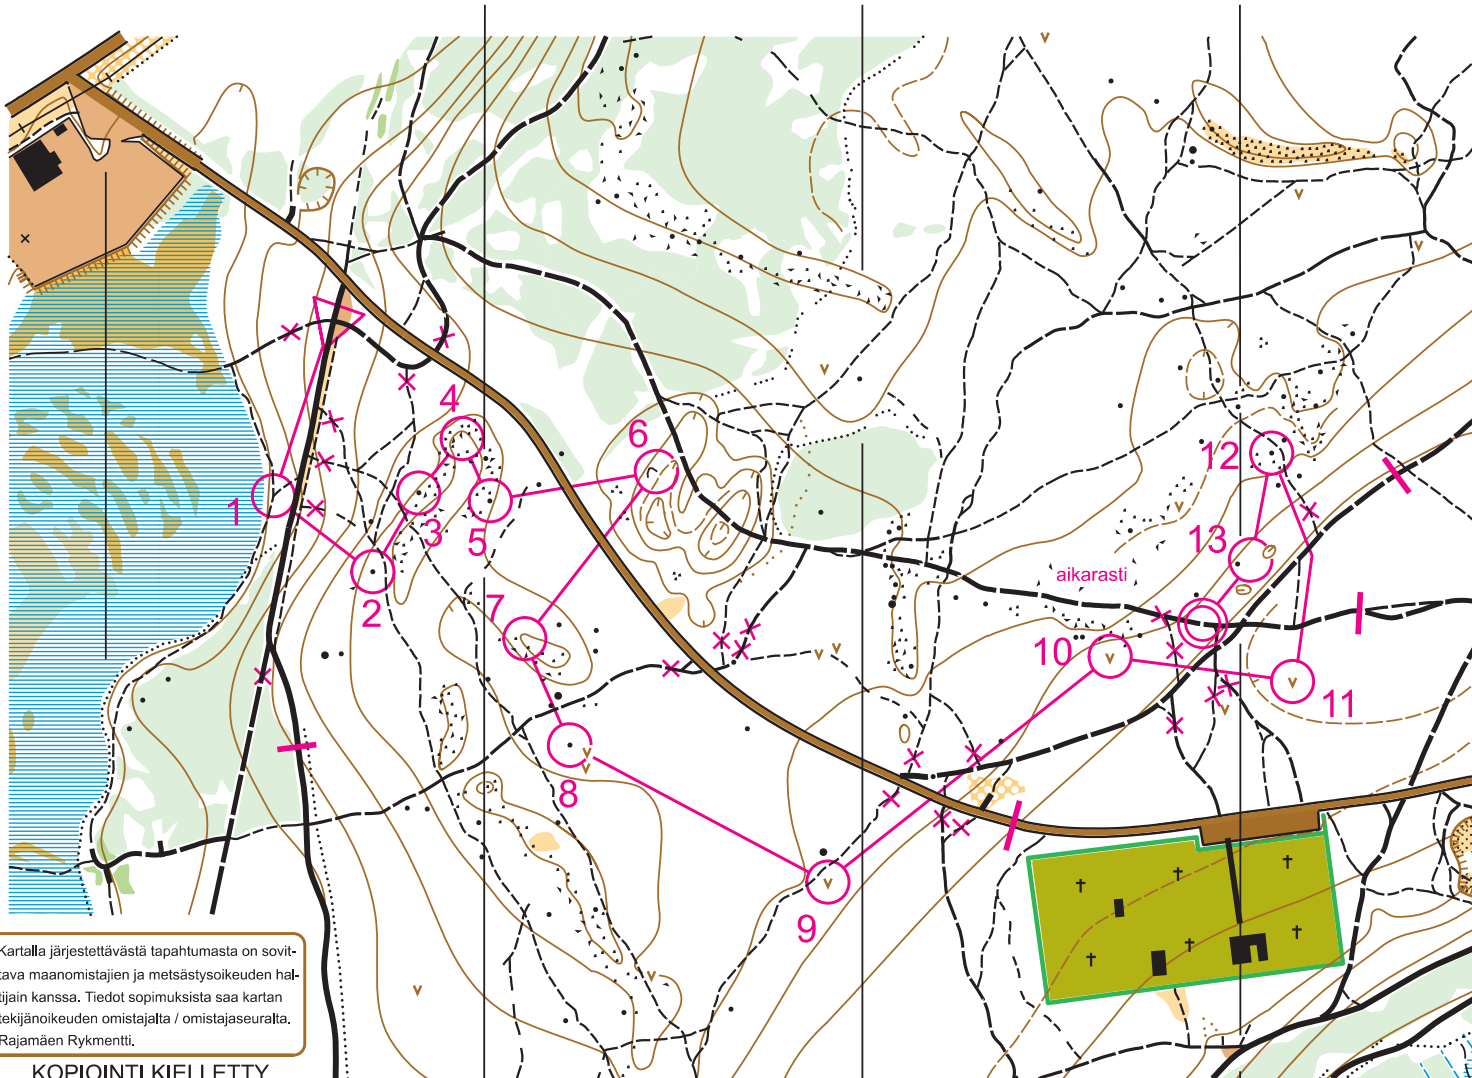 4
6
12
1
3
5
13
aikarasti
2
7
10
11
8
9
Kartalla järjestettävästä tapahtumasta on sovit-
tava maanomistajien ja metsästysoikeuden hal-
tijain kanssa. Tiedot sopimuksista saa kartan
tekijänoikeuden omistajalta / omistajaseuralta.
Rajamäen Rykmentti.
KOPIOINTI KIELLETTY